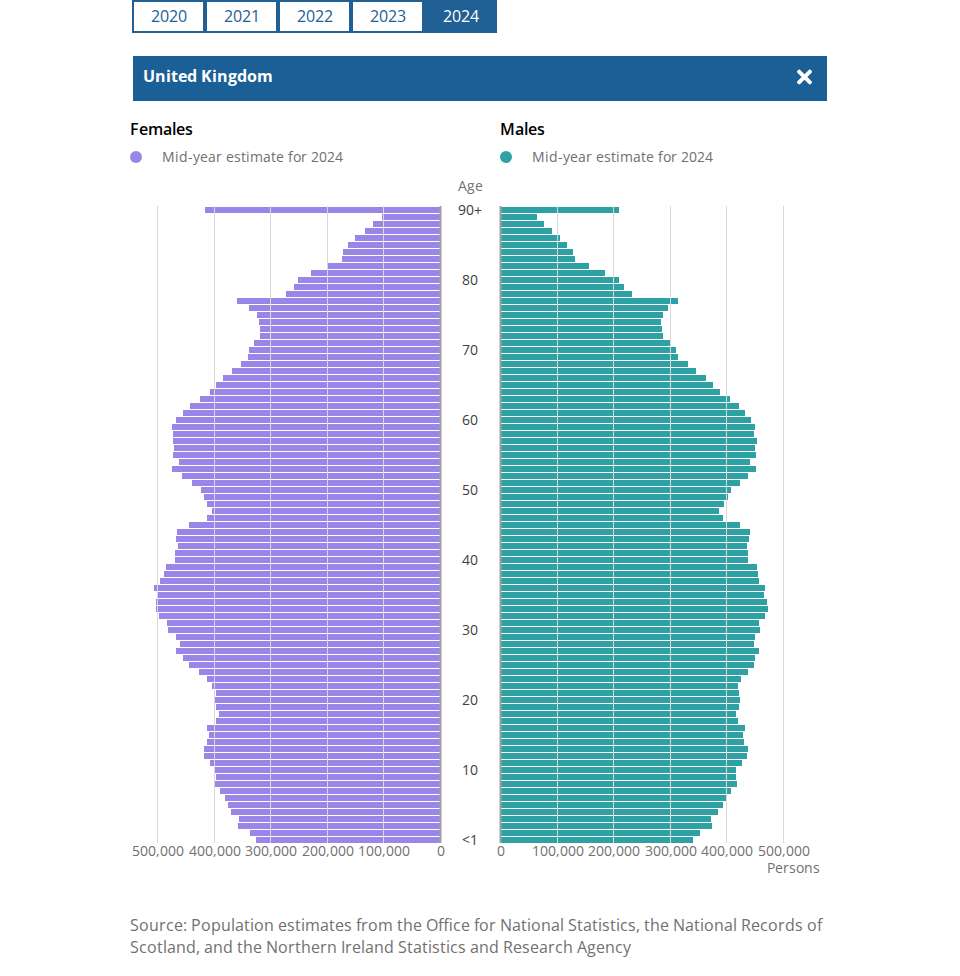 2020 2021 2022 2023 2024
United Kingdom
Females Males
Mid-year estimate for 2024 Mid-year estimate for 2024
Age
90+
80
70
60
50
40
30
20
10
<1
500,000 400,000 300,000 200,000 100,000 0 0 100,000 200,000 300,000 400,000 500,000
Persons
Source: Population estimates from the Office for National Statistics, the National Records of
Scotland, and the Northern Ireland Statistics and Research Agency